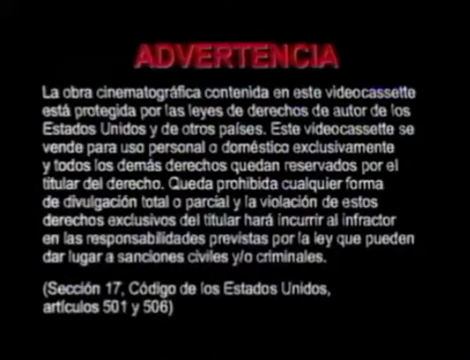 ADVERTENCIA
La obra cinematográfica contenida en este videocassette
está protegida por las leyes de derechos de autor de los
Estados Unidos y de otros países. Este videocassette se
vende para uso personal o doméstico exclusivamente
y todos los demás derechos quedan reservados por el
titular del derecho. Queda prohibida cualquier forma
de divulgación total o parcial y la violación de estos
derechos exclusivos del titular hará incurrir al infractor
en las responsabilidades previstas por la ley que pueden
dar lugar a sanciones civiles y/o criminales.
(Sección 17, Código de los Estados Unidos,
artículos 501 y 506)